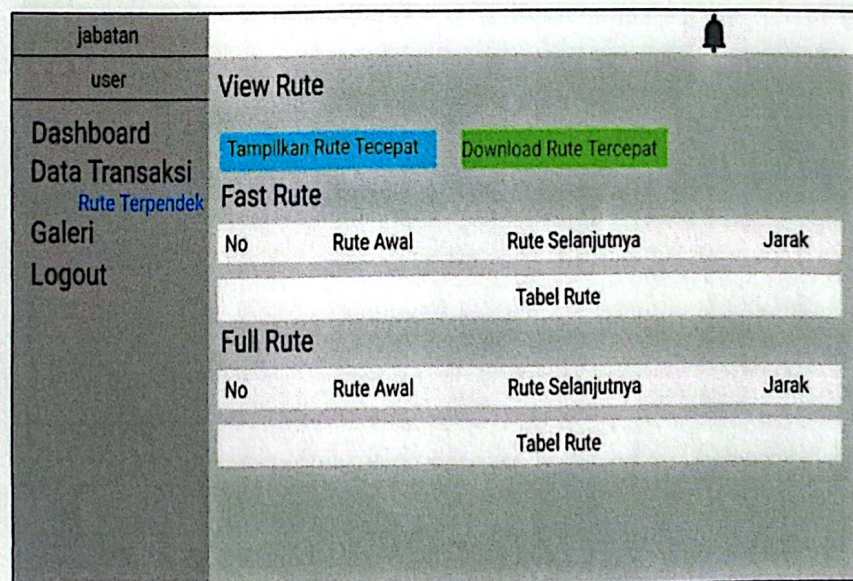 jabatan
user
Dashboard
Data Transaksi
Rute Terpendek
Galeri
Logout
View Rute
Tampilkan Rute Tecepat
Download Rute Tercepat
Fast Rute
No Rute Awal Rute Selanjutnya Jarak
Tabel Rute
Full Rute
No Rute Awal Rute Selanjutnya Jarak
Tabel Rute